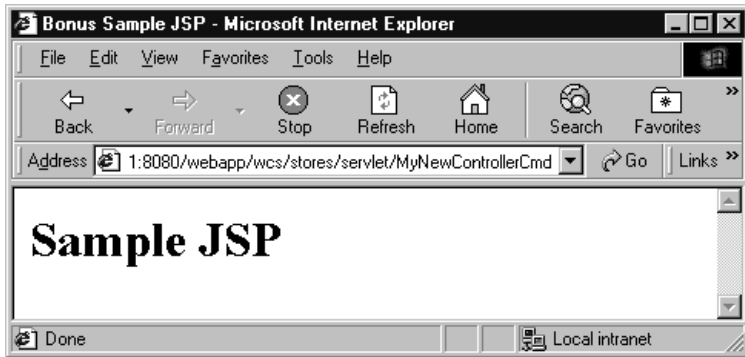 Bonus Sample JSP - Microsoft Internet Explorer
File Edit View Favorites Tools Help
Back Forward Stop Refresh Home Search Favorites »
Address 1:8080/webapp/wcs/stores/servlet/MyNewControllerCmd Go Links »
Sample JSP
Done Local intranet